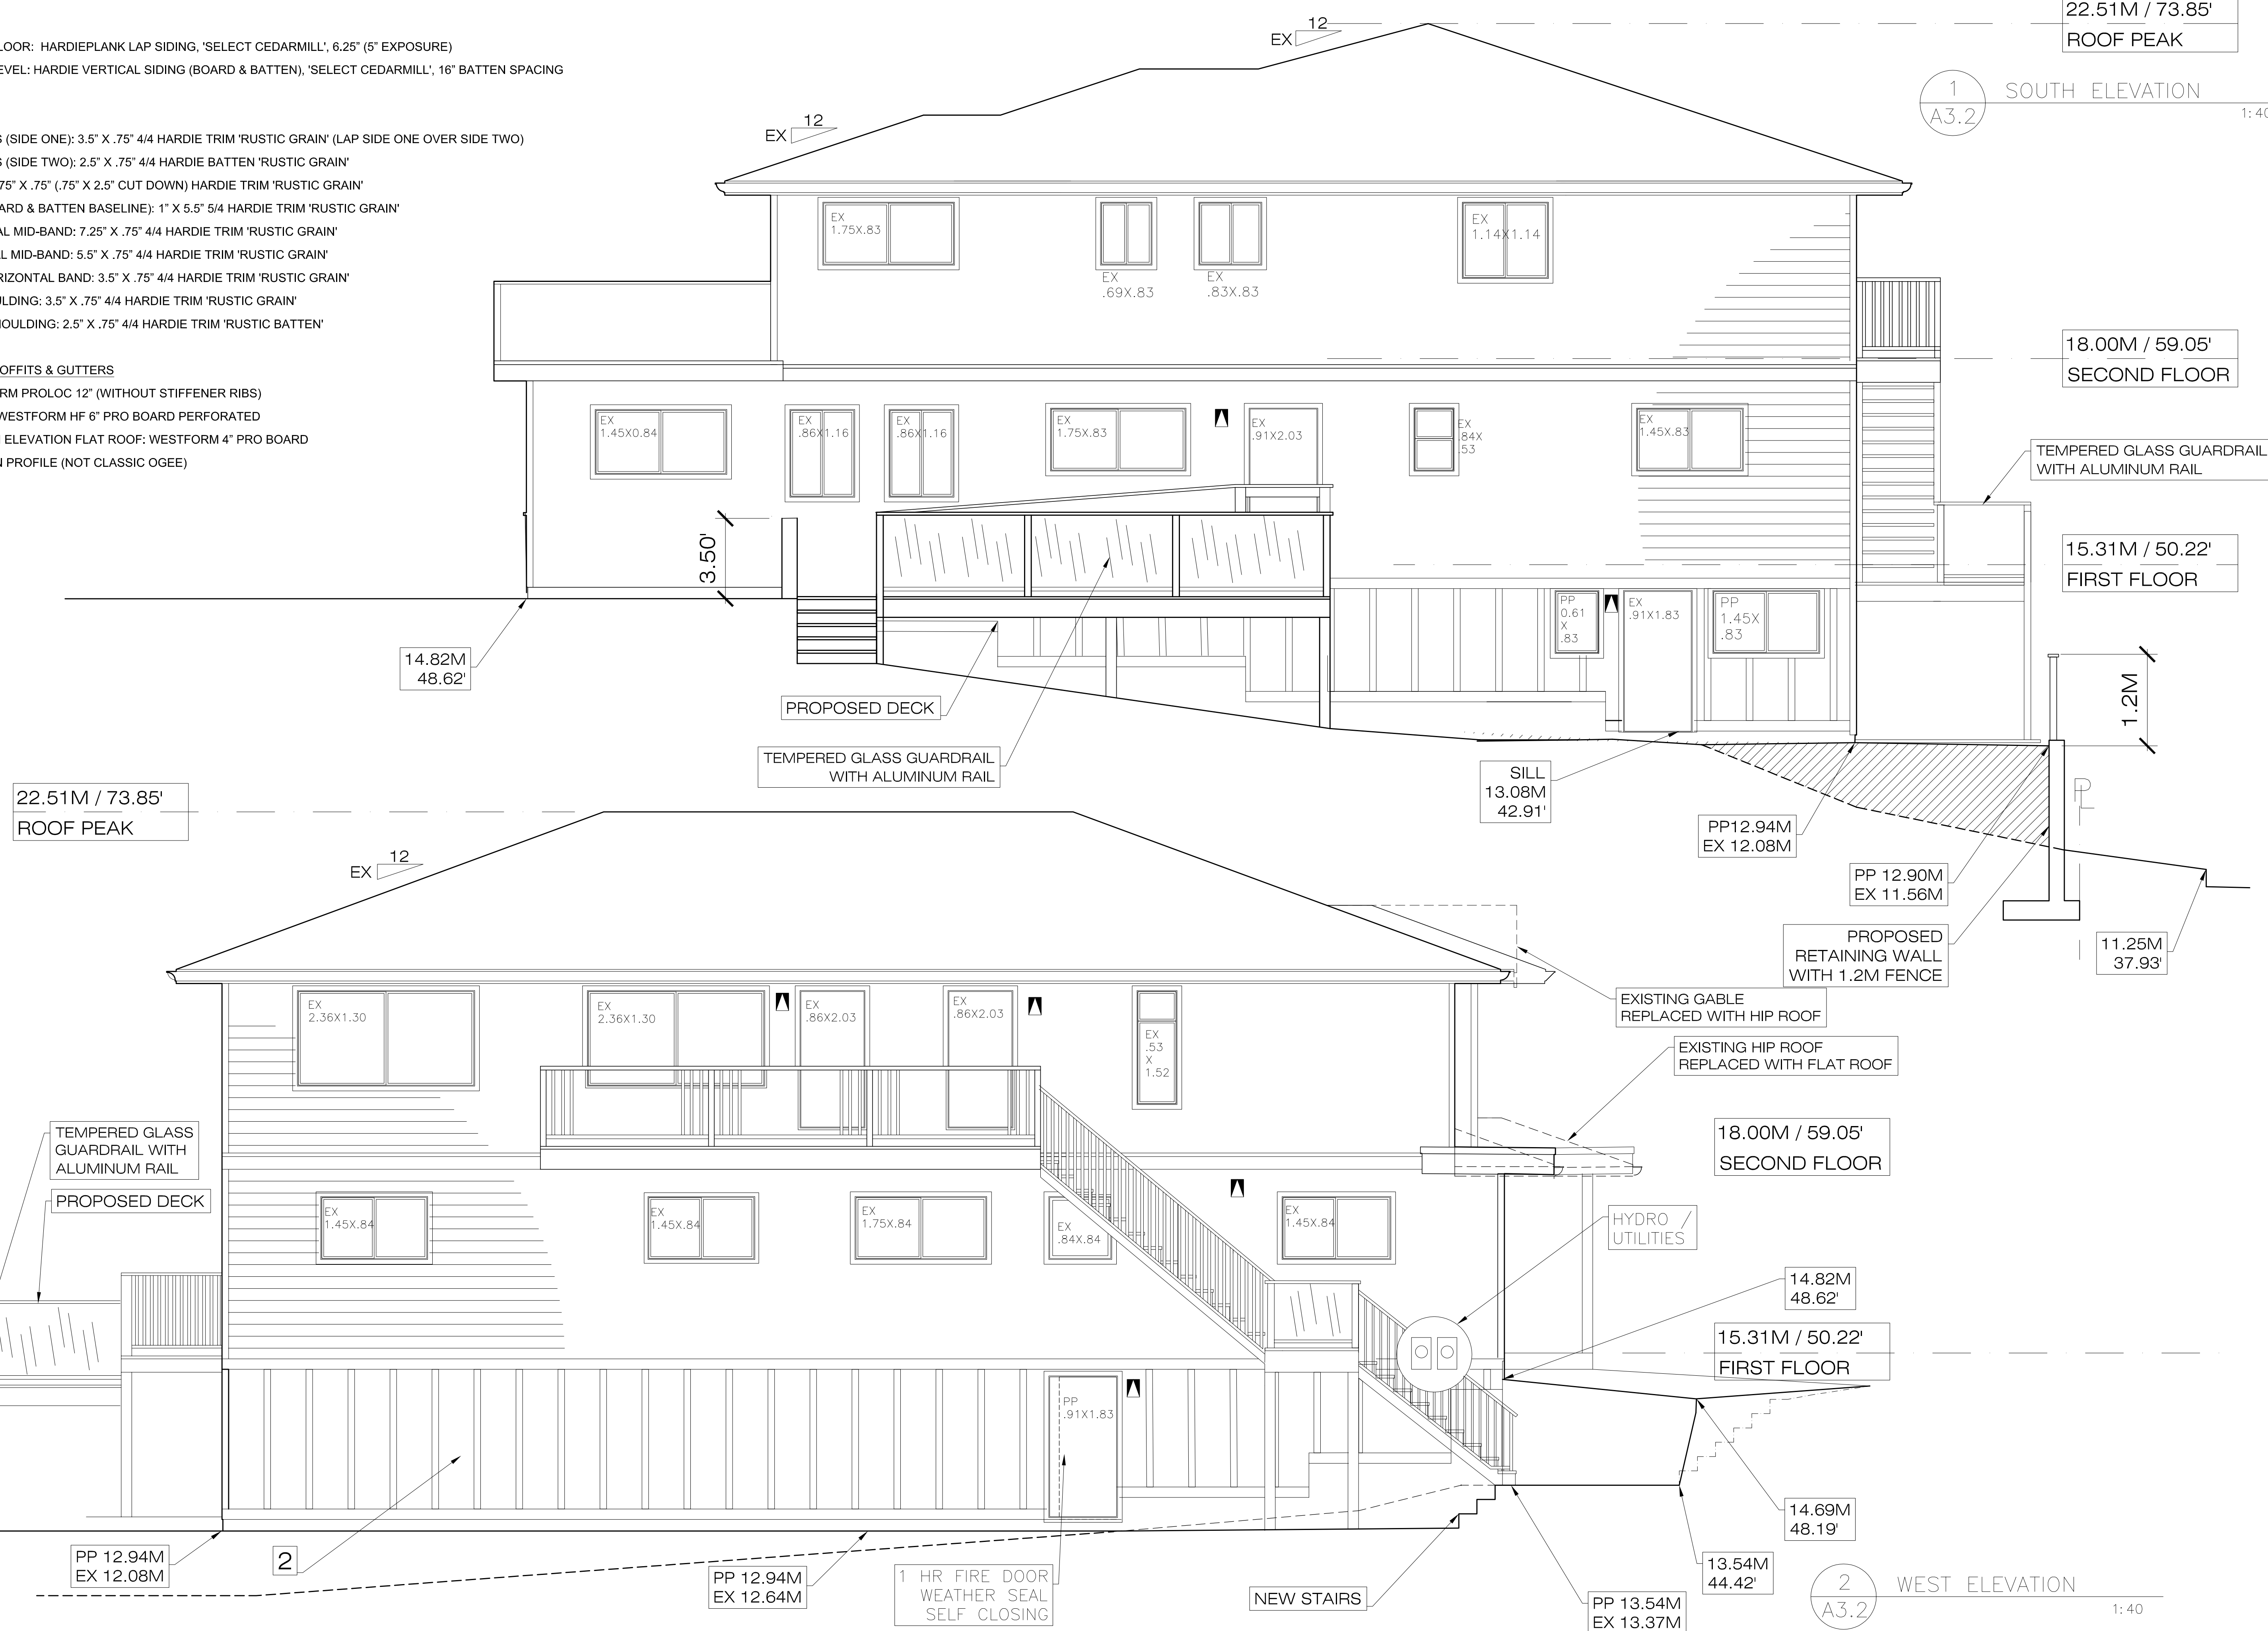 LOOR: HARDIEPLANK LAP SIDING, 'SELECT CEDARMILL', 6.25" (5" EXPOSURE)
EVEL: HARDIE VERTICAL SIDING (BOARD & BATTEN), 'SELECT CEDARMILL', 16" BATTEN SPACING
S (SIDE ONE): 3.5" X .75" 4/4 HARDIE TRIM 'RUSTIC GRAIN' (LAP SIDE ONE OVER SIDE TWO)
S (SIDE TWO): 2.5" X .75" 4/4 HARDIE BATTEN 'RUSTIC GRAIN'
75" X .75" (.75" X 2.5" CUT DOWN) HARDIE TRIM 'RUSTIC GRAIN'
ARD & BATTEN BASELINE): 1" X 5.5" 5/4 HARDIE TRIM 'RUSTIC GRAIN'
AL MID-BAND: 7.25" X .75" 4/4 HARDIE TRIM 'RUSTIC GRAIN'
L MID-BAND: 5.5" X .75" 4/4 HARDIE TRIM 'RUSTIC GRAIN'
RIZONTAL BAND: 3.5" X .75" 4/4 HARDIE TRIM 'RUSTIC GRAIN'
ULDING: 3.5" X .75" 4/4 HARDIE TRIM 'RUSTIC GRAIN'
MOULDING: 2.5" X .75" 4/4 HARDIE TRIM 'RUSTIC BATTEN'
OFFITS & GUTTERS
RM PROLOC 12" (WITHOUT STIFFENER RIBS)
WESTFORM HF 6" PRO BOARD PERFORATED
ELEVATION FLAT ROOF: WESTFORM 4" PRO BOARD
N PROFILE (NOT CLASSIC OGEE)
12
EX
12
EX
22.51M / 73.85'
ROOF PEAK
1
A3.2
SOUTH ELEVATION
1:40
EX
1.75X.83
EX
.69X.83
EX
.83X.83
EX
1.14X1.14
18.00M / 59.05'
SECOND FLOOR
EX
1.45X0.84
EX
.86X1.16
EX
.86X1.16
EX
1.75X.83
EX
.91X2.03
EX
.84X
.53
EX
1.45X.83
TEMPERED GLASS GUARDRAIL
WITH ALUMINUM RAIL
3.50'
15.31M / 50.22'
FIRST FLOOR
PP
0.61
X
.83
EX
.91X1.83
PP
1.45X
.83
14.82M
48.62'
PROPOSED DECK
TEMPERED GLASS GUARDRAIL
WITH ALUMINUM RAIL
1.2M
SILL
13.08M
42.91'
PL
PP12.94M
EX 12.08M
PP 12.90M
EX 11.56M
PROPOSED
RETAINING WALL
WITH 1.2M FENCE
11.25M
37.93'
22.51M / 73.85'
ROOF PEAK
12
EX
EXISTING GABLE
REPLACED WITH HIP ROOF
EXISTING HIP ROOF
REPLACED WITH FLAT ROOF
EX
2.36X1.30
EX
2.36X1.30
EX
.86X2.03
EX
.86X2.03
EX
.53
X
1.52
TEMPERED GLASS
GUARDRAIL WITH
ALUMINUM RAIL
PROPOSED DECK
18.00M / 59.05'
SECOND FLOOR
EX
1.45X.84
EX
1.45X.84
EX
1.75X.84
EX
.84X.84
EX
1.45X.84
HYDRO /
UTILITIES
14.82M
48.62'
15.31M / 50.22'
FIRST FLOOR
PP
.91X1.83
PP 12.94M
EX 12.08M
2
PP 12.94M
EX 12.64M
1 HR FIRE DOOR
WEATHER SEAL
SELF CLOSING
NEW STAIRS
PP 13.54M
EX 13.37M
13.54M
44.42'
14.69M
48.19'
2
A3.2
WEST ELEVATION
1:40